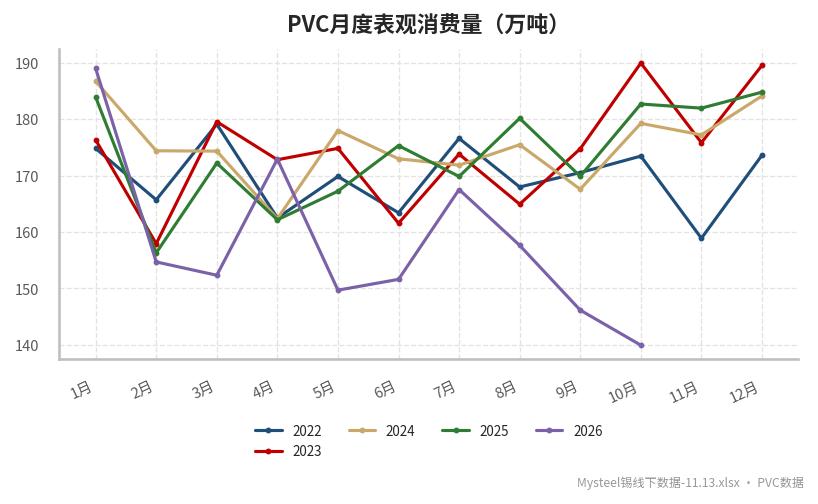 PVC月度表观消费量（万吨）
190
180
170
160
150
140
1月
2月
3月
4月
5月
6月
7月
8月
9月
10月
11月
12月
2022
2024
2025
2026
2023
Mysteel锡线下数据-11.13.xlsx • PVC数据